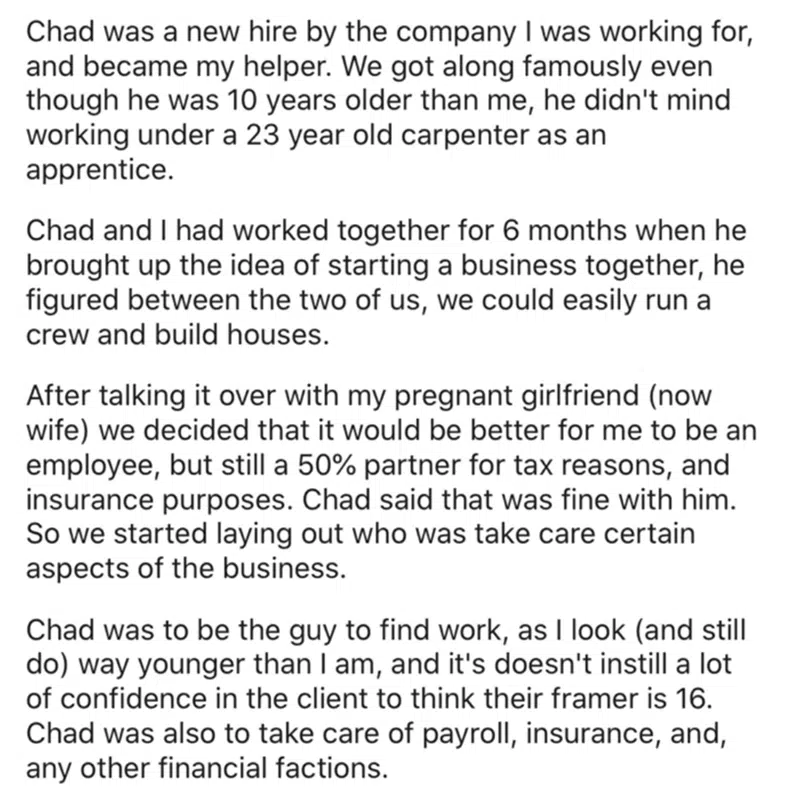 Chad was a new hire by the company I was working for,
and became my helper. We got along famously even
though he was 10 years older than me, he didn't mind
working under a 23 year old carpenter as an
apprentice.
Chad and I had worked together for 6 months when he
brought up the idea of starting a business together, he
figured between the two of us, we could easily run a
crew and build houses.
After talking it over with my pregnant girlfriend (now
wife) we decided that it would be better for me to be an
employee, but still a 50% partner for tax reasons, and
insurance purposes. Chad said that was fine with him.
So we started laying out who was take care certain
aspects of the business.
Chad was to be the guy to find work, as I look (and still
do) way younger than I am, and it's doesn't instill a lot
of confidence in the client to think their framer is 16.
Chad was also to take care of payroll, insurance, and,
any other financial factions.